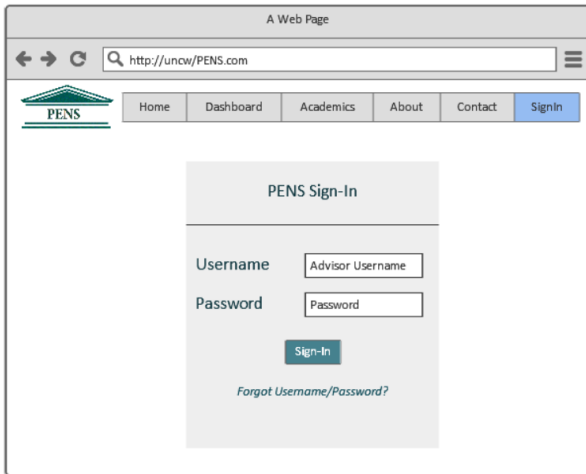 A Web Page
http://uncw/PENS.com
PENS
Home Dashboard Academics About Contact SignIn
PENS Sign-In
Username Advisor Username
Password Password
Sign-In
Forgot Username/Password?